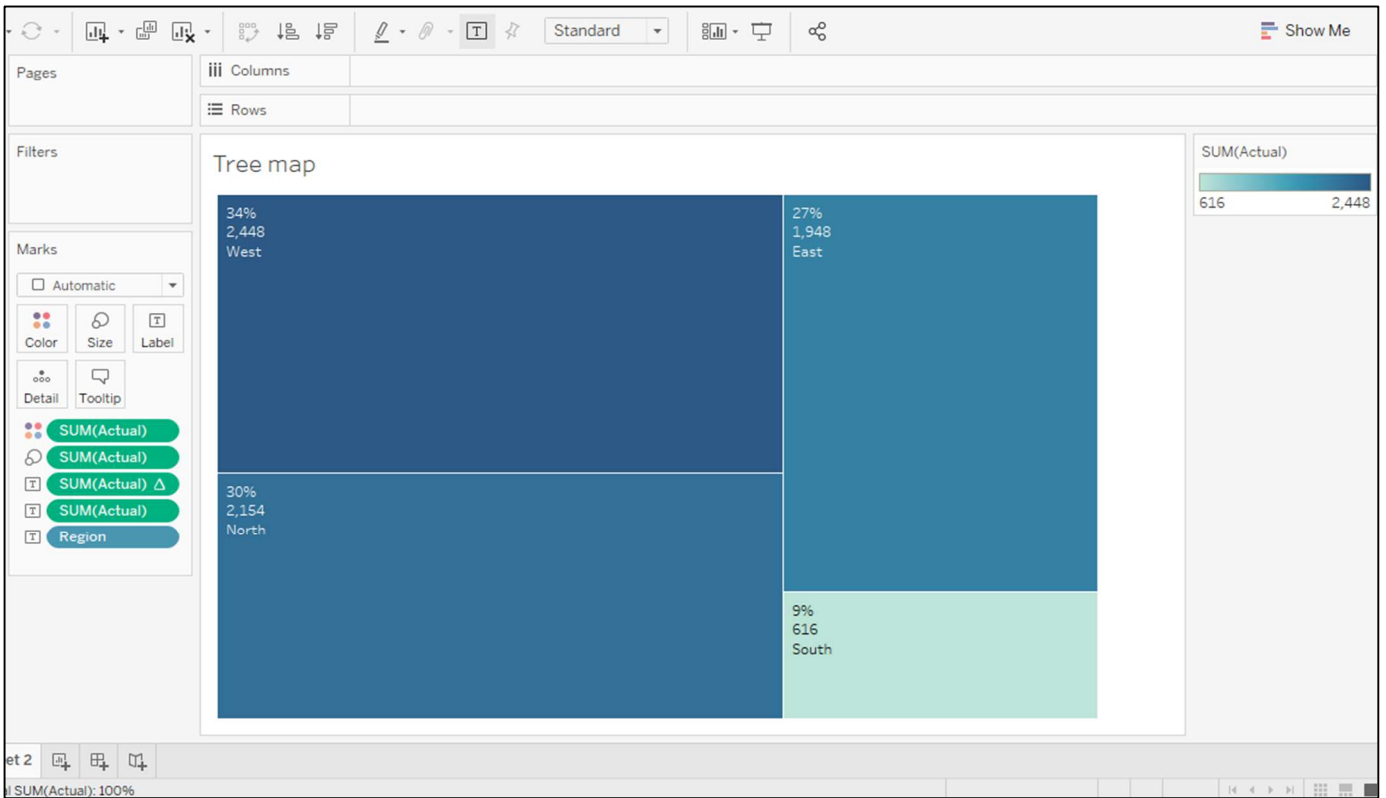 Standard
Show Me
Pages
Columns
Rows
Filters
Tree map
SUM(Actual)
616 2,448
34%
2,448
West
27%
1,948
East
Marks
Automatic
Color Size Label
Detail Tooltip
SUM(Actual)
SUM(Actual)
SUM(Actual) Δ
SUM(Actual)
Region
30%
2,154
North
9%
616
South
et 2
l SUM(Actual): 100%